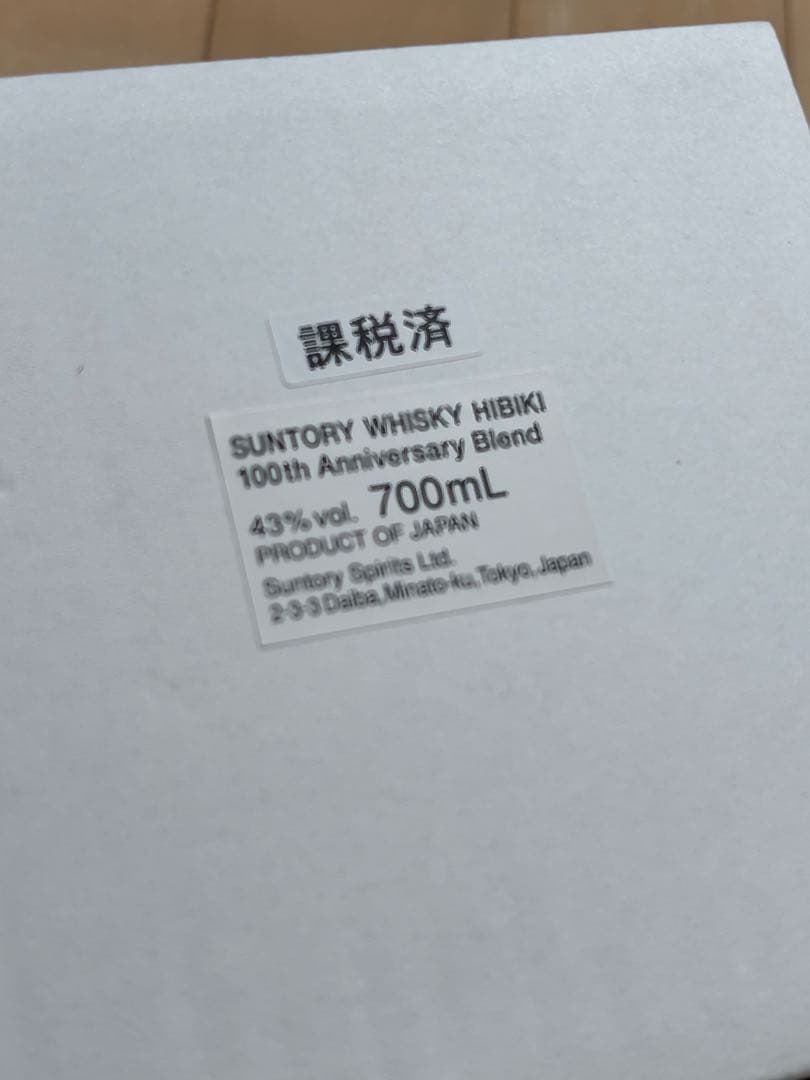 課税済
SUNTORY WHISKY HIBIKI
100th Anniversary Blend
43% vol. 700mL
PRODUCT OF JAPAN
Suntory Spirits Ltd.
2-3-3 Daiba,Minato-ku,Tokyo,Japan